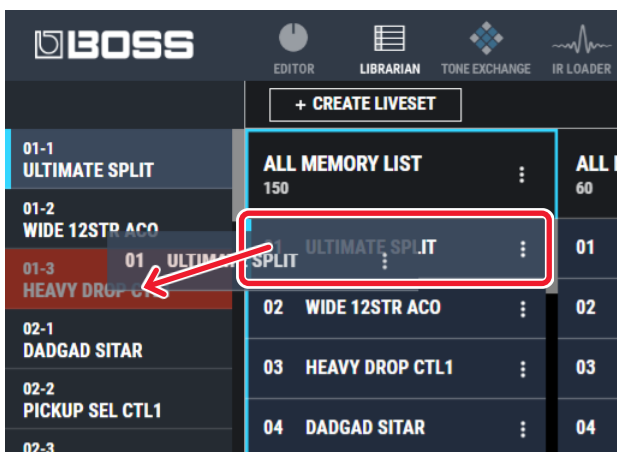 BOSS
EDITOR
LIBRARIAN
TONE EXCHANGE
IR LOADER
+ CREATE LIVESET
01-1
ULTIMATE SPLIT
01-2
WIDE 12STR ACO
01-3
HEAVY DROP CTL1
02-1
DADGAD SITAR
02-2
PICKUP SEL CTL1
02-3
01 ULTIMATE SPLIT
ALL MEMORY LIST
150
01 ULTIMATE SPLIT
02 WIDE 12STR ACO
03 HEAVY DROP CTL1
04 DADGAD SITAR
ALL
60
01
02
03
04